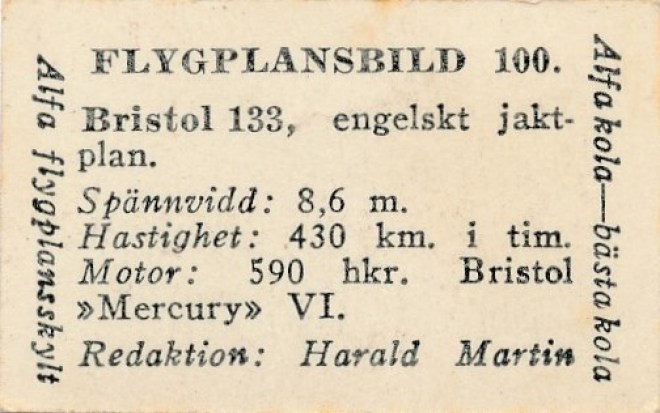 FLYGPLANSBILD 100.
Bristol 133, engelskt jakt-
plan.
Spännvidd: 8,6 m.
Hastighet: 430 km. i tim.
Motor: 590 hkr. Bristol
»Mercury» VI.
Redaktion: Harald Martin
Alfa flygplansskylt
Alfa kola—bästa kola